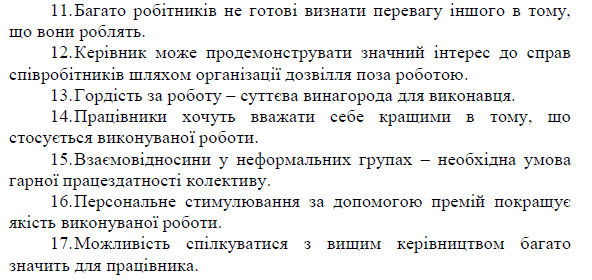 11.Багато робітників не готові визнати перевагу іншого в тому,
що вони роблять.
12.Керівник може продемонструвати значний інтерес до справ
співробітників шляхом організації дозвілля поза роботою.
13.Гордість за роботу – суттєва винагорода для виконавця.
14.Працівники хочуть вважати себе кращими в тому, що
стосується виконуваної роботи.
15.Взаємовідносини у неформальних групах – необхідна умова
гарної працездатності колективу.
16.Персональне стимулювання за допомогою премій покращує
якість виконуваної роботи.
17.Можливість спілкуватися з вищим керівництвом багато
значить для працівника.